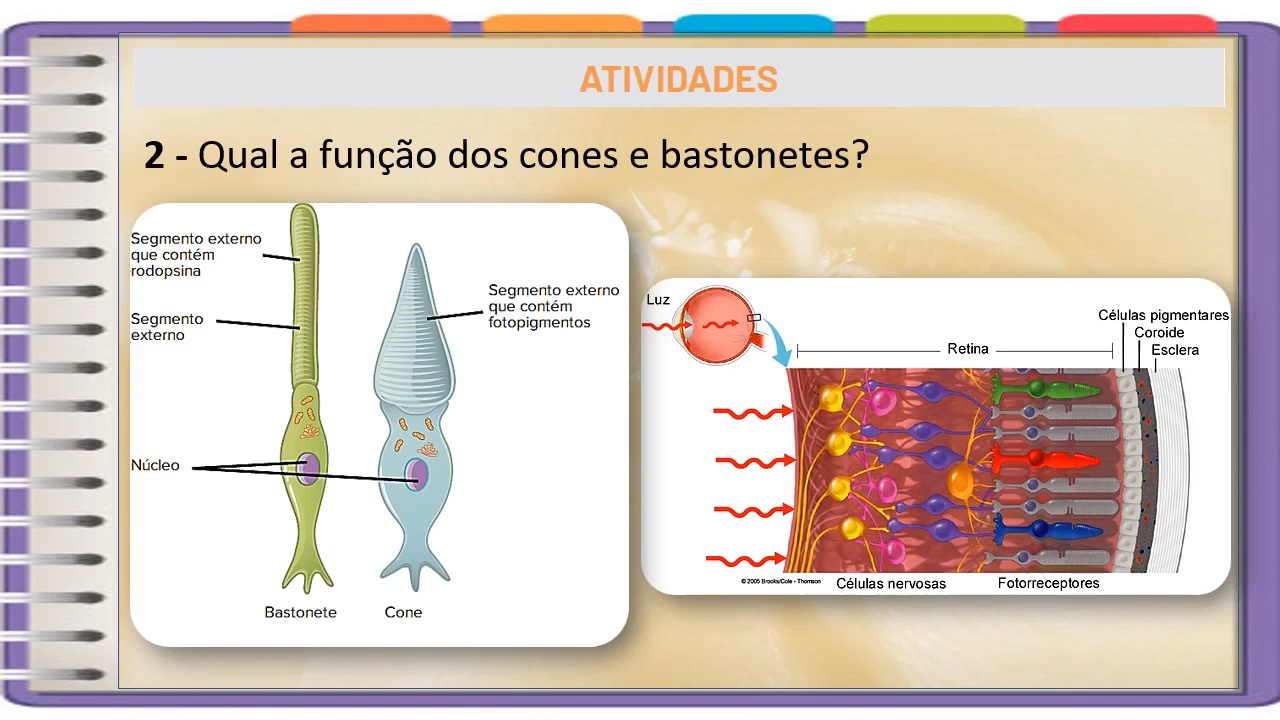 ATIVIDADES
2 - Qual a função dos cones e bastonetes?
Segmento externo
que contém
rodopsina
Segmento
externo
Núcleo
Segmento externo
que contém
fotopigmentos
Bastonete
Cone
Luz
Retina
Células pigmentares
Coroide
Esclera
© 2005 Brooks/Cole - Thomson
Células nervosas
Fotorreceptores